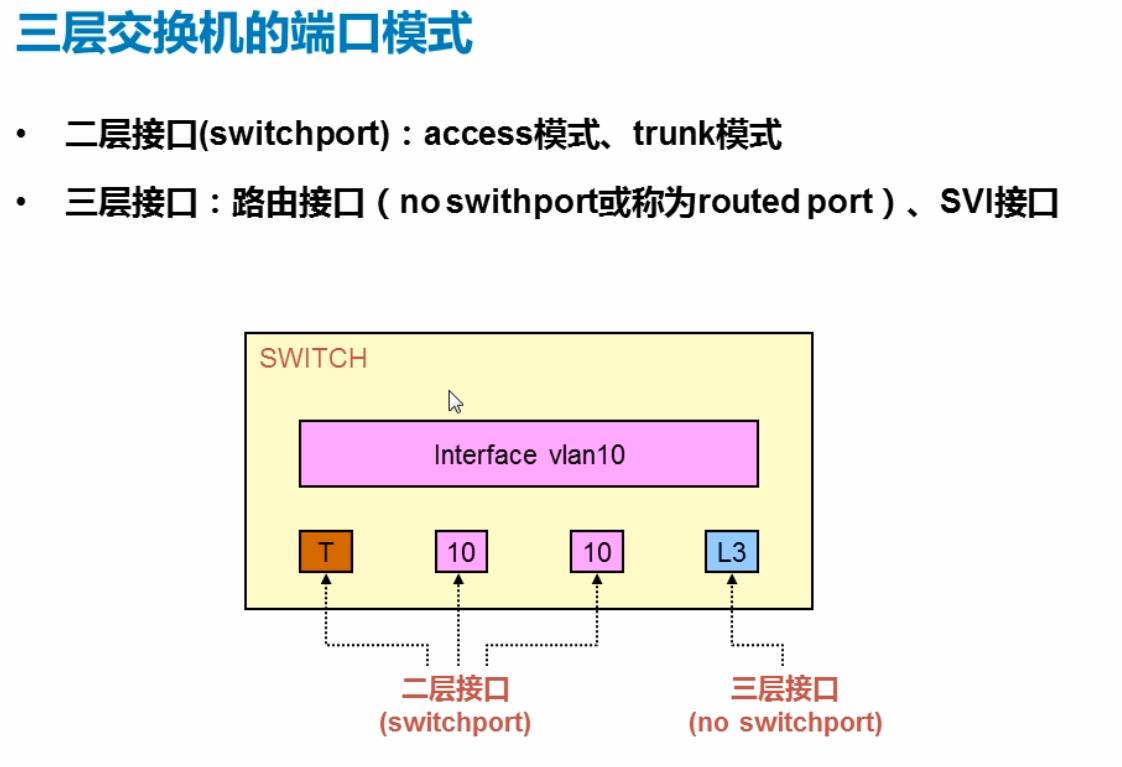 三层交换机的端口模式
• 二层接口(switchport)：access模式、trunk模式
• 三层接口：路由接口（no swithport或称为routed port）、SVI接口
SWITCH
Interface vlan10
T 10 10 L3
二层接口 三层接口
(switchport) (no switchport)